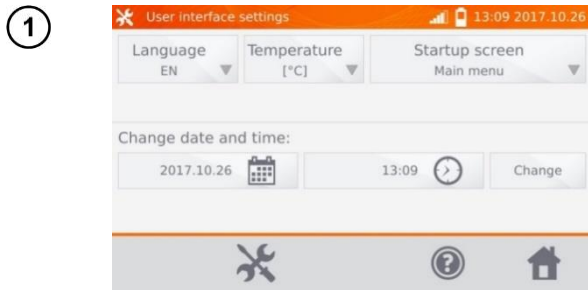 1
User interface settings 13:09 2017.10.26
Language Temperature Startup screen
EN [°C] Main menu
Change date and time:
2017.10.26 13:09 Change